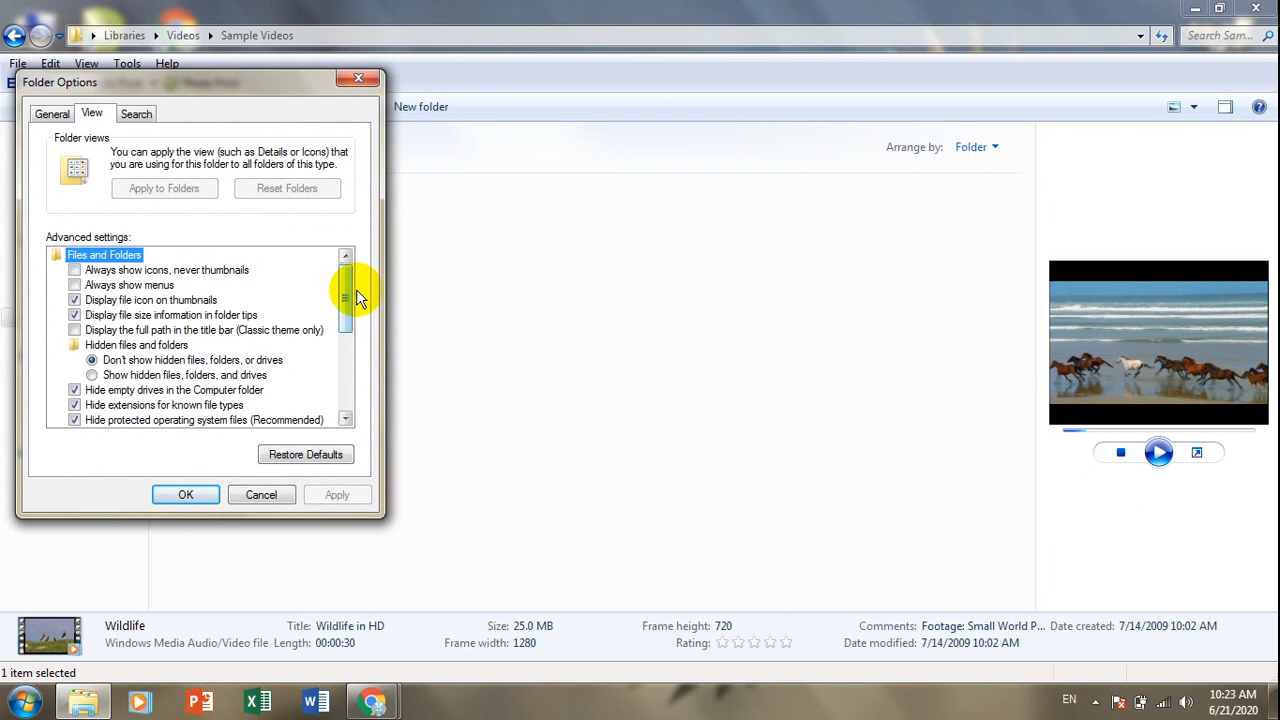 Libraries Videos Sample Videos
Search Sam...
File Edit View Tools Help
Folder Options
New folder
General View Search
Folder views
You can apply the view (such as Details or Icons) that
you are using for this folder to all folders of this type.
Apply to Folders Reset Folders
Arrange by: Folder
Advanced settings:
Files and Folders
Always show icons, never thumbnails
Always show menus
Display file icon on thumbnails
Display file size information in folder tips
Display the full path in the title bar (Classic theme only)
Hidden files and folders
Don't show hidden files, folders, or drives
Show hidden files, folders, and drives
Hide empty drives in the Computer folder
Hide extensions for known file types
Hide protected operating system files (Recommended)
Restore Defaults
OK Cancel Apply
Wildlife Title: Wildlife in HD Size: 25.0 MB Frame height: 720 Comments: Footage: Small World P... Date created: 7/14/2009 10:02 AM
Windows Media Audio/Video file Length: 00:00:30 Frame width: 1280 Rating: Date modified: 7/14/2009 10:02 AM
1 item selected
EN
10:23 AM
6/21/2020